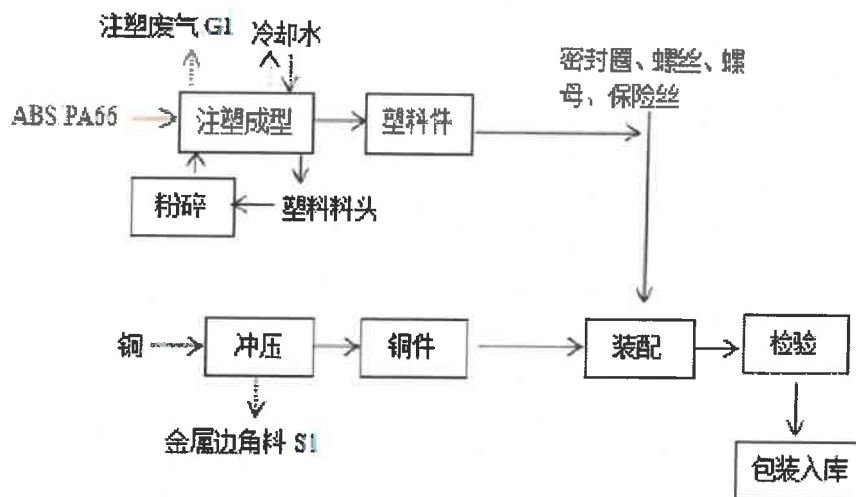 注塑废气 G1
冷却水
密封圈、螺丝、螺
母、保险丝
ABS PA66
注塑成型
塑料件
粉碎
塑料料头
铜
冲压
铜件
装配
检验
金属边角料 S1
包装入库